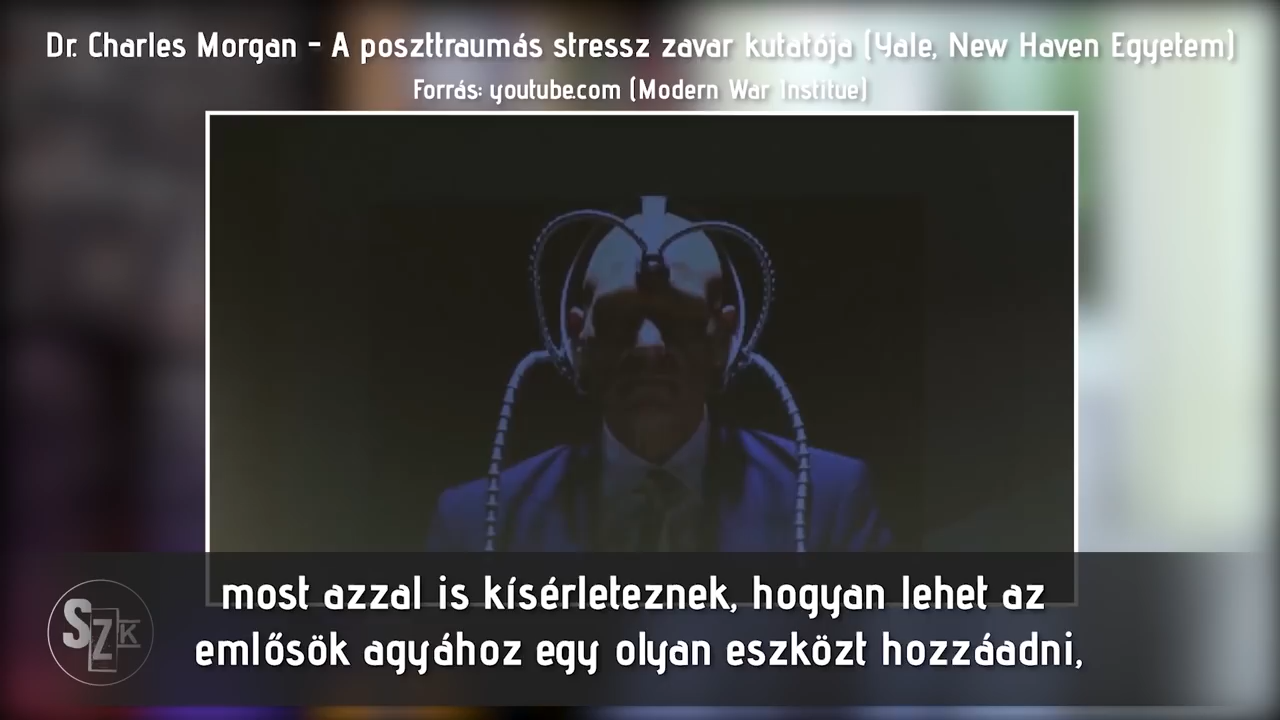 Dr. Charles Morgan - A poszttraumás stressz zavar kutatója (Yale, New Haven Egyetem)
Forrás: youtube.com (Modern War Institue)
most azzal is kísérleteznek, hogyan lehet az
emlősök agyához egy olyan eszközt hozzáadni,
SZK